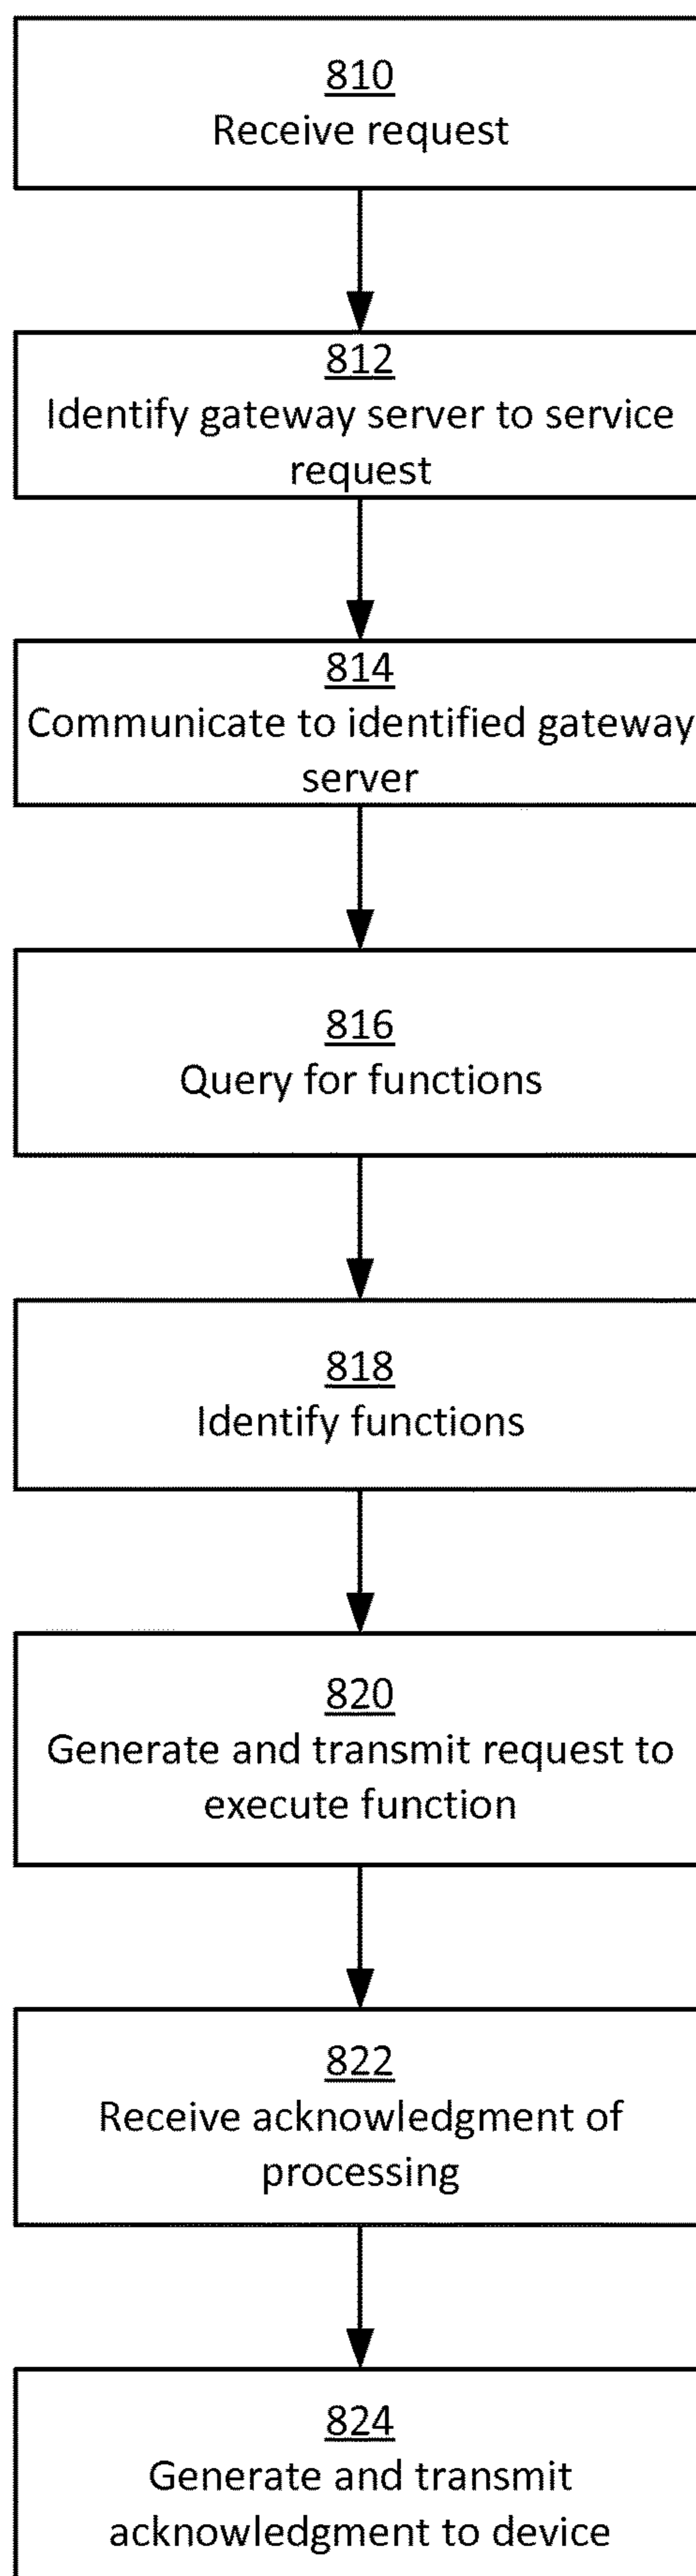 810
Receive request
812
Identify gateway server to service
request
814
Communicate to identified gateway
server
816
Query for functions
818
Identify functions
820
Generate and transmit request to
execute function
822
Receive acknowledgment of
processing
824
Generate and transmit
acknowledgment to device